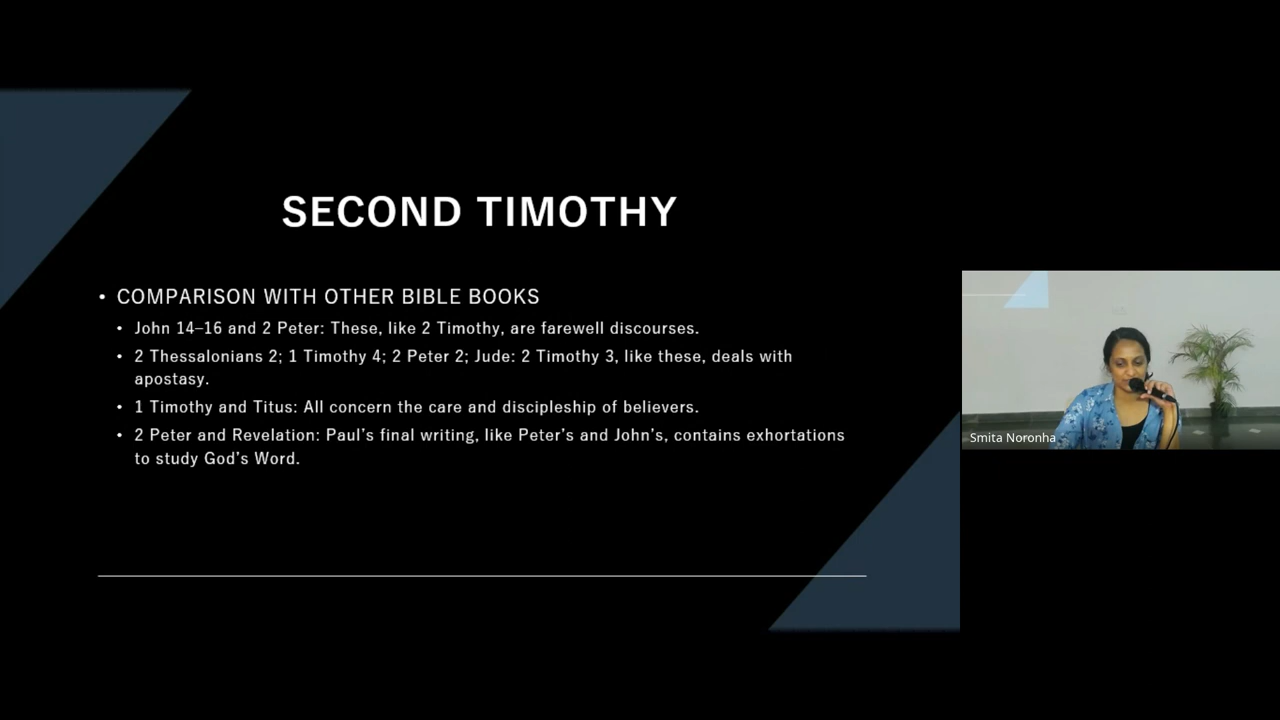 SECOND TIMOTHY
• COMPARISON WITH OTHER BIBLE BOOKS
• John 14–16 and 2 Peter: These, like 2 Timothy, are farewell discourses.
• 2 Thessalonians 2; 1 Timothy 4; 2 Peter 2; Jude: 2 Timothy 3, like these, deals with
apostasy.
• 1 Timothy and Titus: All concern the care and discipleship of believers.
• 2 Peter and Revelation: Paul’s final writing, like Peter’s and John’s, contains exhortations
to study God’s Word.
Smita Noronha